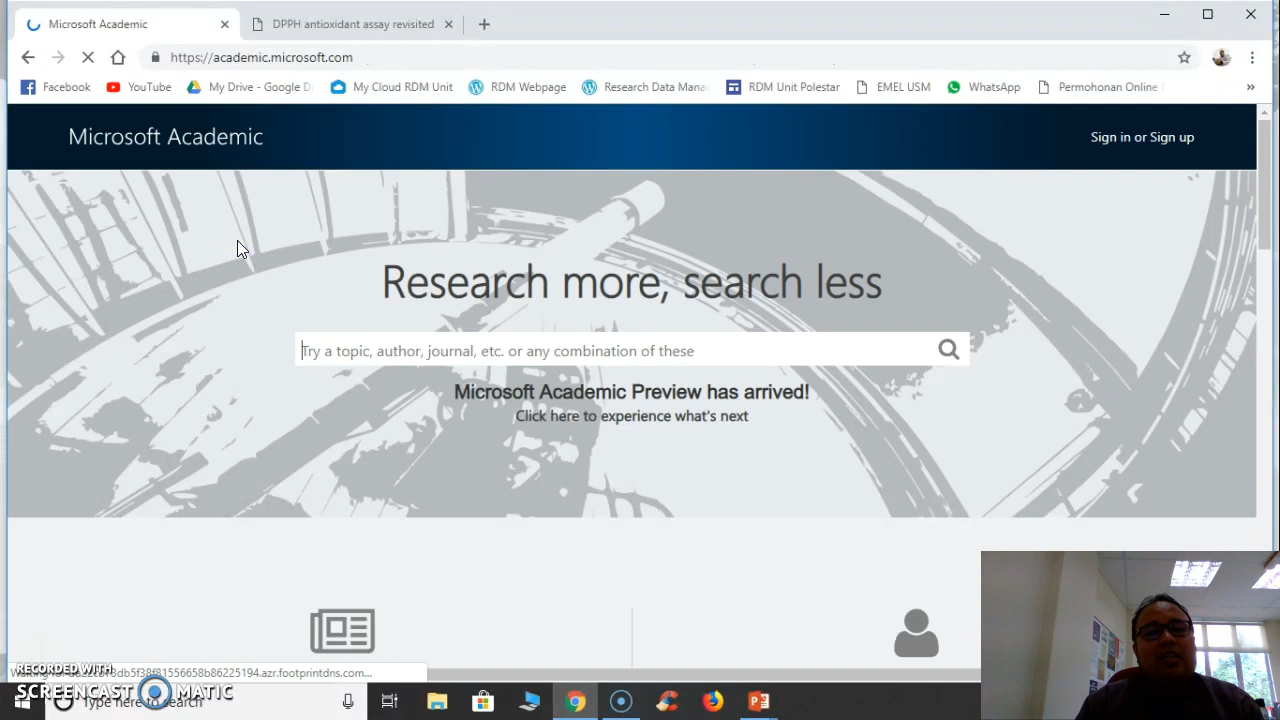 Microsoft Academic
DPPH antioxidant assay revisited
https://academic.microsoft.com
Facebook
YouTube
My Drive - Google D
My Cloud RDM Unit
RDM Webpage
Research Data Mana
RDM Unit Polestar
EMEL USM
WhatsApp
Permohonan Online
Microsoft Academic
Sign in or Sign up
Research more, search less
Try a topic, author, journal, etc. or any combination of these
Microsoft Academic Preview has arrived!
Click here to experience what's next
RECORDED WITH
SCREENCAST MATIC
Type here to search